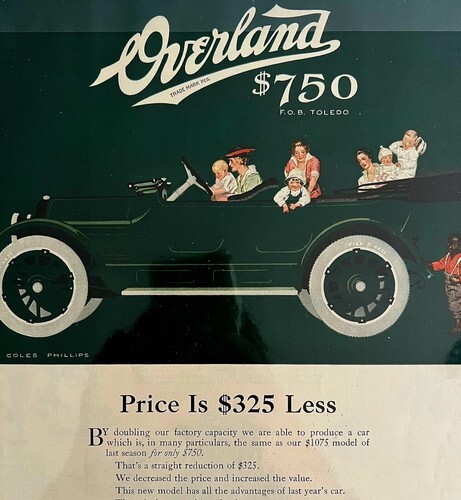 Overland
TRADE MARK REG.
$750
F.O.B. TOLEDO
COLES PHILLIPS
Price Is $325 Less
BY doubling our factory capacity we are able to produce a car
which is, in many particulars, the same as our $1075 model of
last season for only $750.
That's a straight reduction of $325.
We decreased the price and increased the value.
This new model has all the advantages of last year's car.